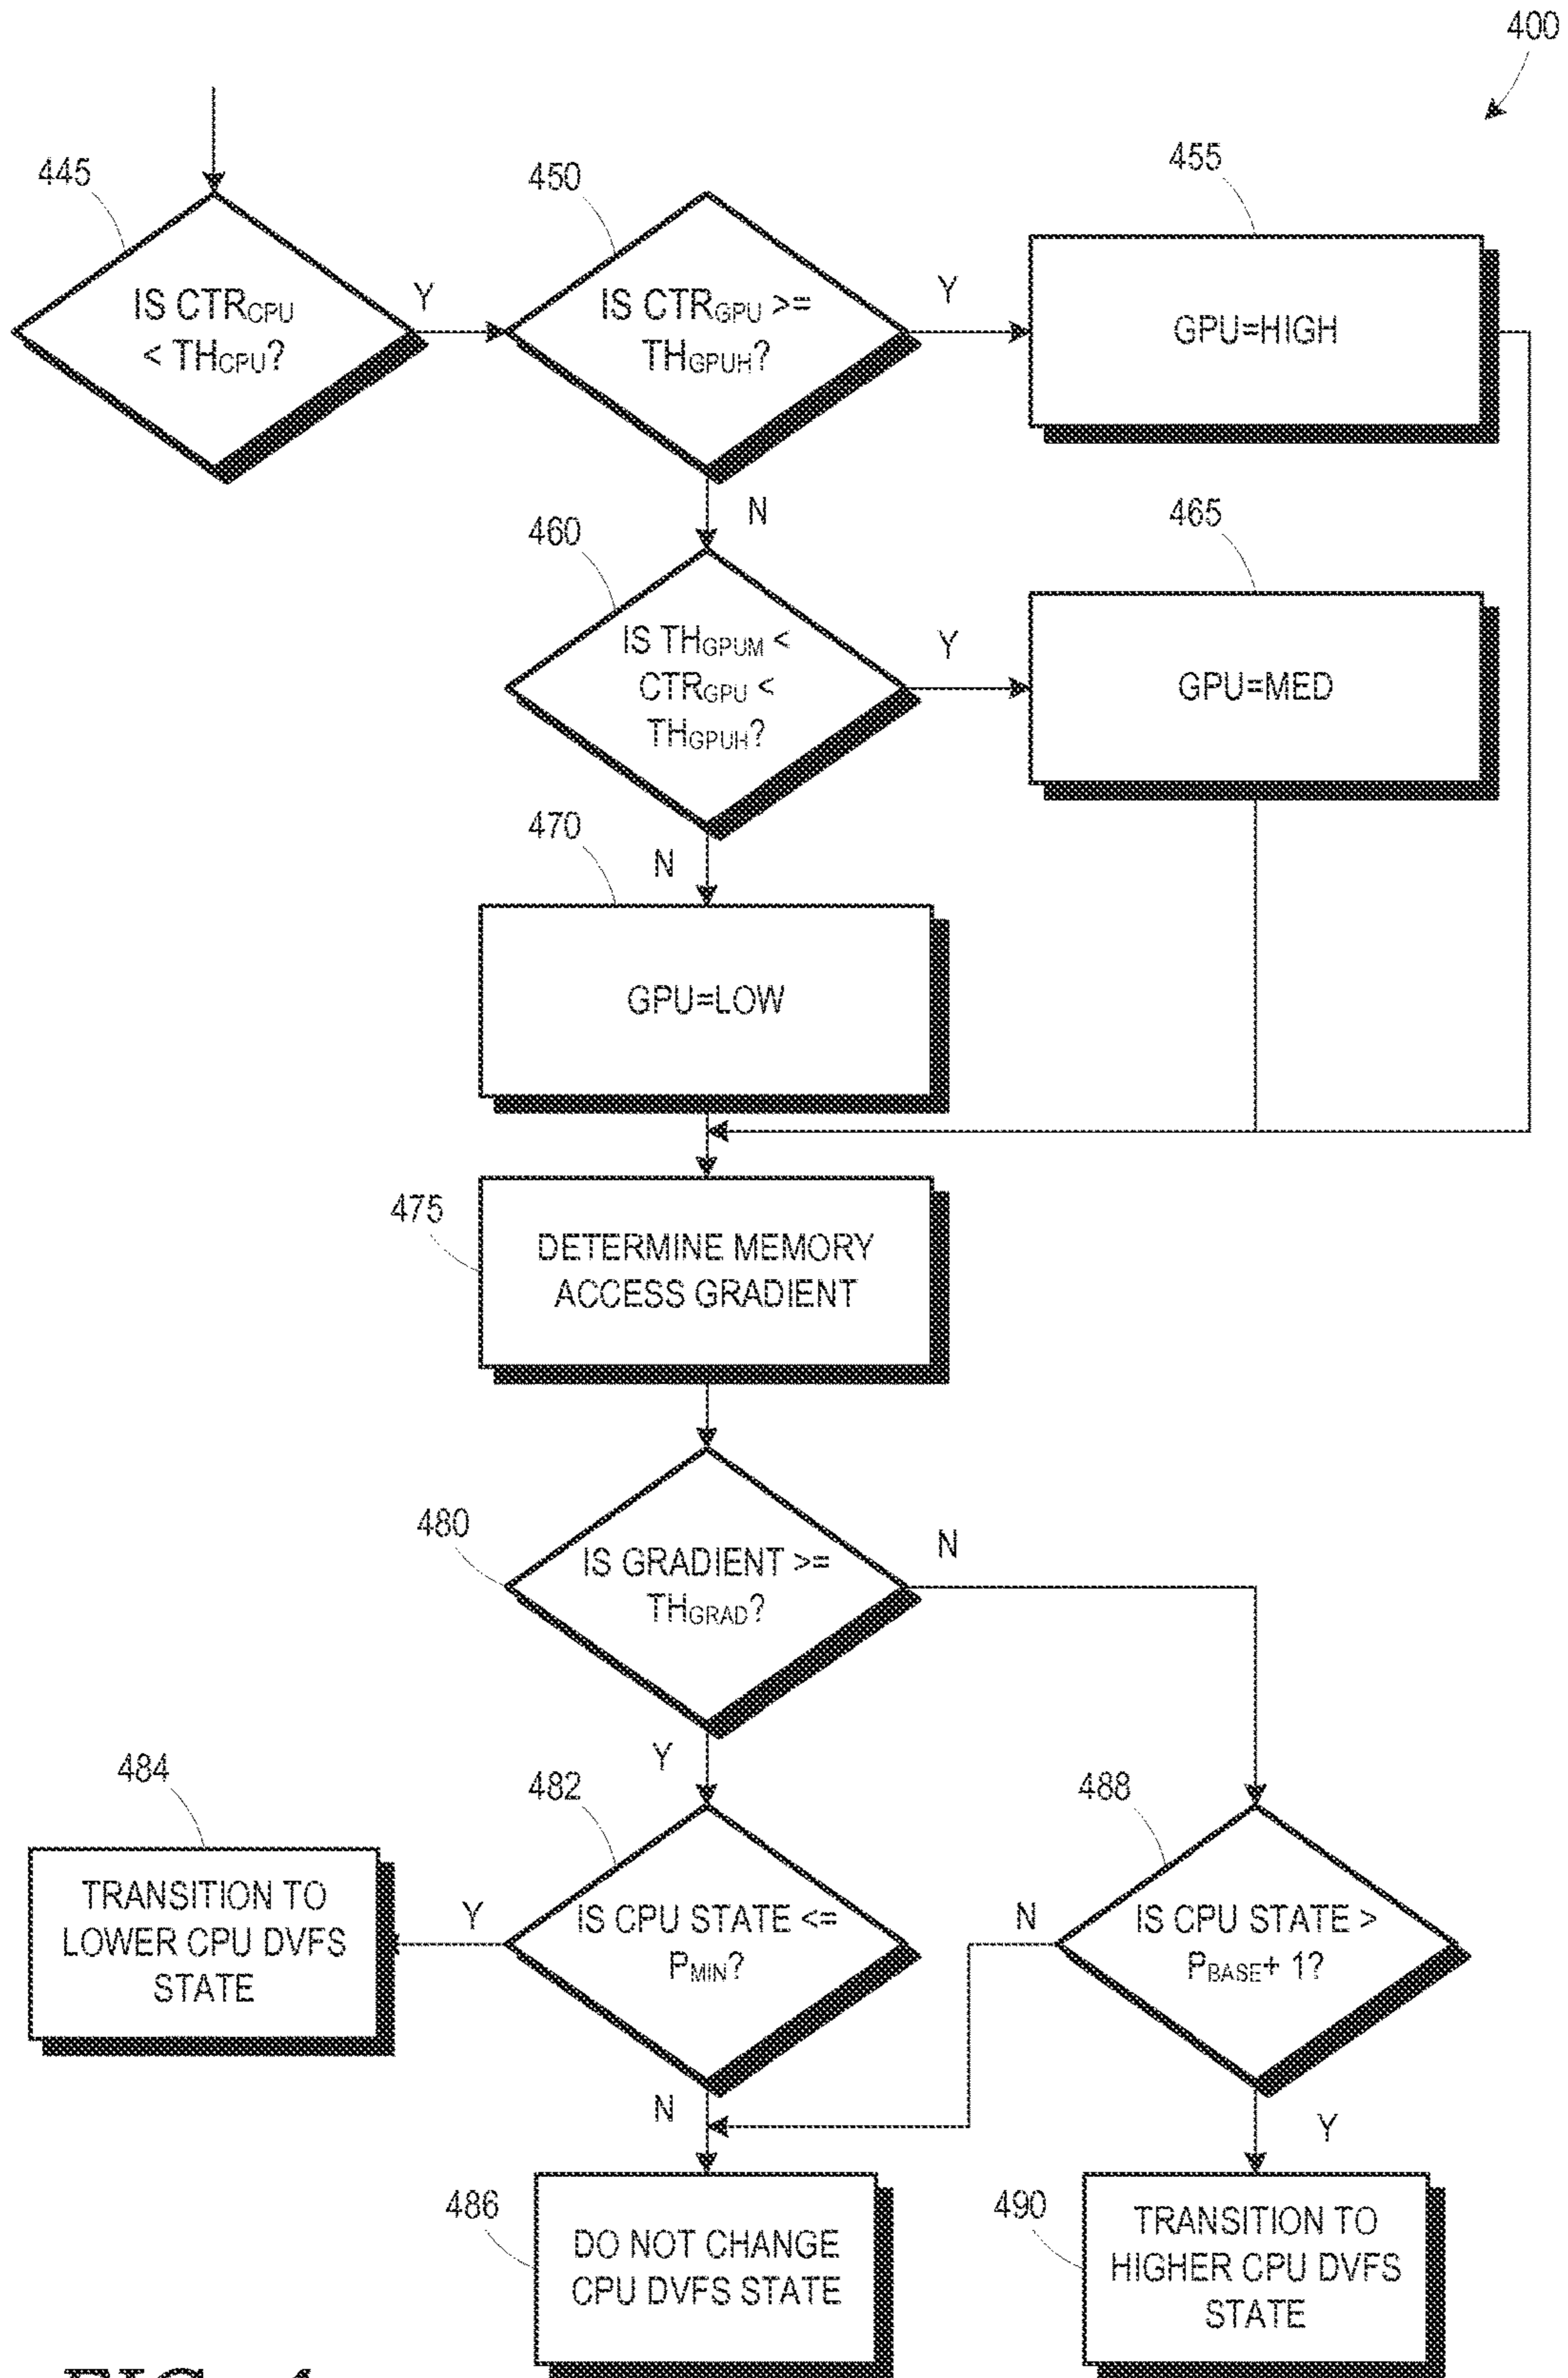 400
445
450
455
IS CTRCPU
< THCPU?
Y
IS CTRGPU >=
THGPUH?
Y
GPU=HIGH
N
460
465
IS THGPUM <
CTRGPU <
THGPUH?
Y
GPU=MED
470
N
GPU=LOW
475
DETERMINE MEMORY
ACCESS GRADIENT
480
IS GRADIENT >=
THGRAD?
N
Y
484
482
488
TRANSITION TO
LOWER CPU DVFS
STATE
Y
IS CPU STATE <=
PMIN?
N
IS CPU STATE >
PBASE+ 1?
N
Y
486
DO NOT CHANGE
CPU DVFS STATE
490
TRANSITION TO
HIGHER CPU DVFS
STATE